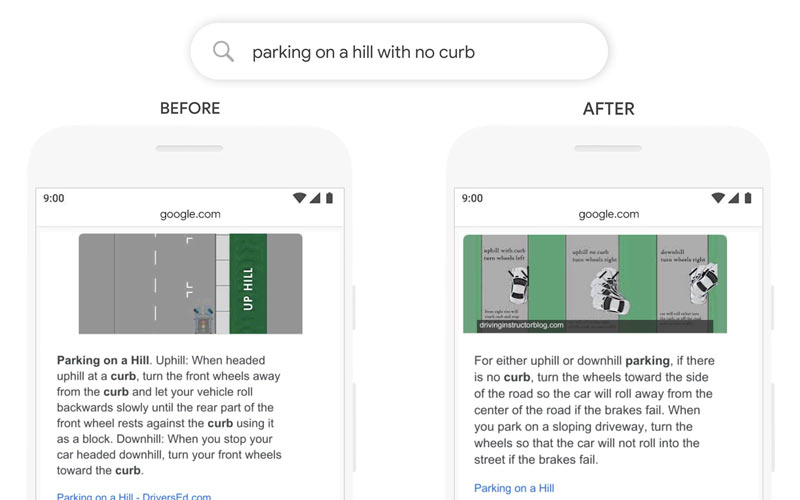 parking on a hill with no curb
BEFORE
AFTER
9:00
google.com
UP HILL
Parking on a Hill. Uphill: When headed
uphill at a curb, turn the front wheels away
from the curb and let your vehicle roll
backwards slowly until the rear part of the
front wheel rests against the curb using it
as a block. Downhill: When you stop your
car headed downhill, turn your front wheels
toward the curb.
Parking on a Hill - DriversEd.com
9:00
google.com
uphill with curb
turn wheels left
uphill no curb
turn wheels right
downhill
turn wheels right
drivinginstructorblog.com
For either uphill or downhill parking, if there
is no curb, turn the wheels toward the side
of the road so the car will roll away from the
center of the road if the brakes fail. When
you park on a sloping driveway, turn the
wheels so that the car will not roll into the
street if the brakes fail.
Parking on a Hill